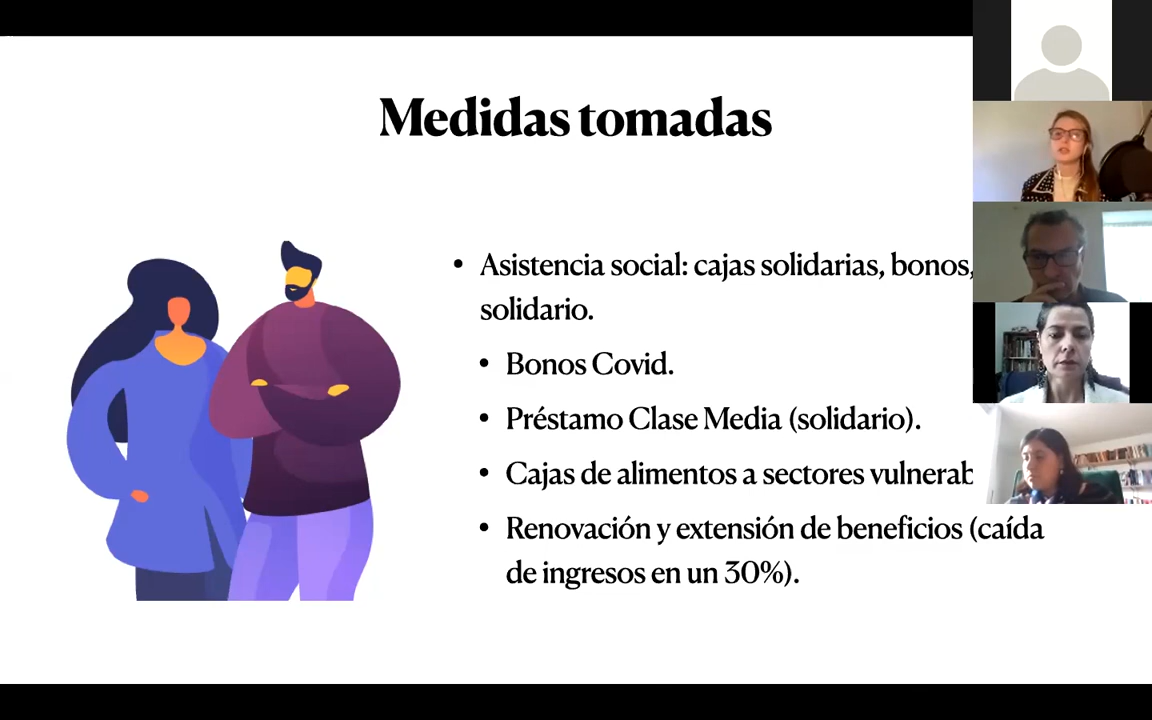 Medidas tomadas
• Asistencia social: cajas solidarias, bonos,
solidario.
• Bonos Covid.
• Préstamo Clase Media (solidario).
• Cajas de alimentos a sectores
• Renovación y extensión de beneficios (caída
de ingresos en un 30%).